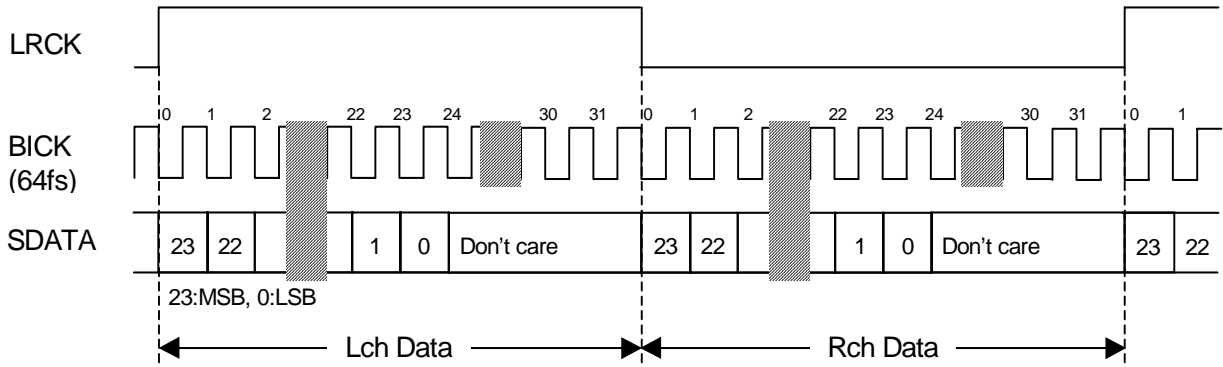 LRCK
0 1 2 22 23 24 30 31 0 1 2 22 23 24 30 31 0 1
BICK
(64fs)
SDATA 23 22 1 0 Don't care 23 22 1 0 Don't care 23 22
23:MSB, 0:LSB
Lch Data Rch Data